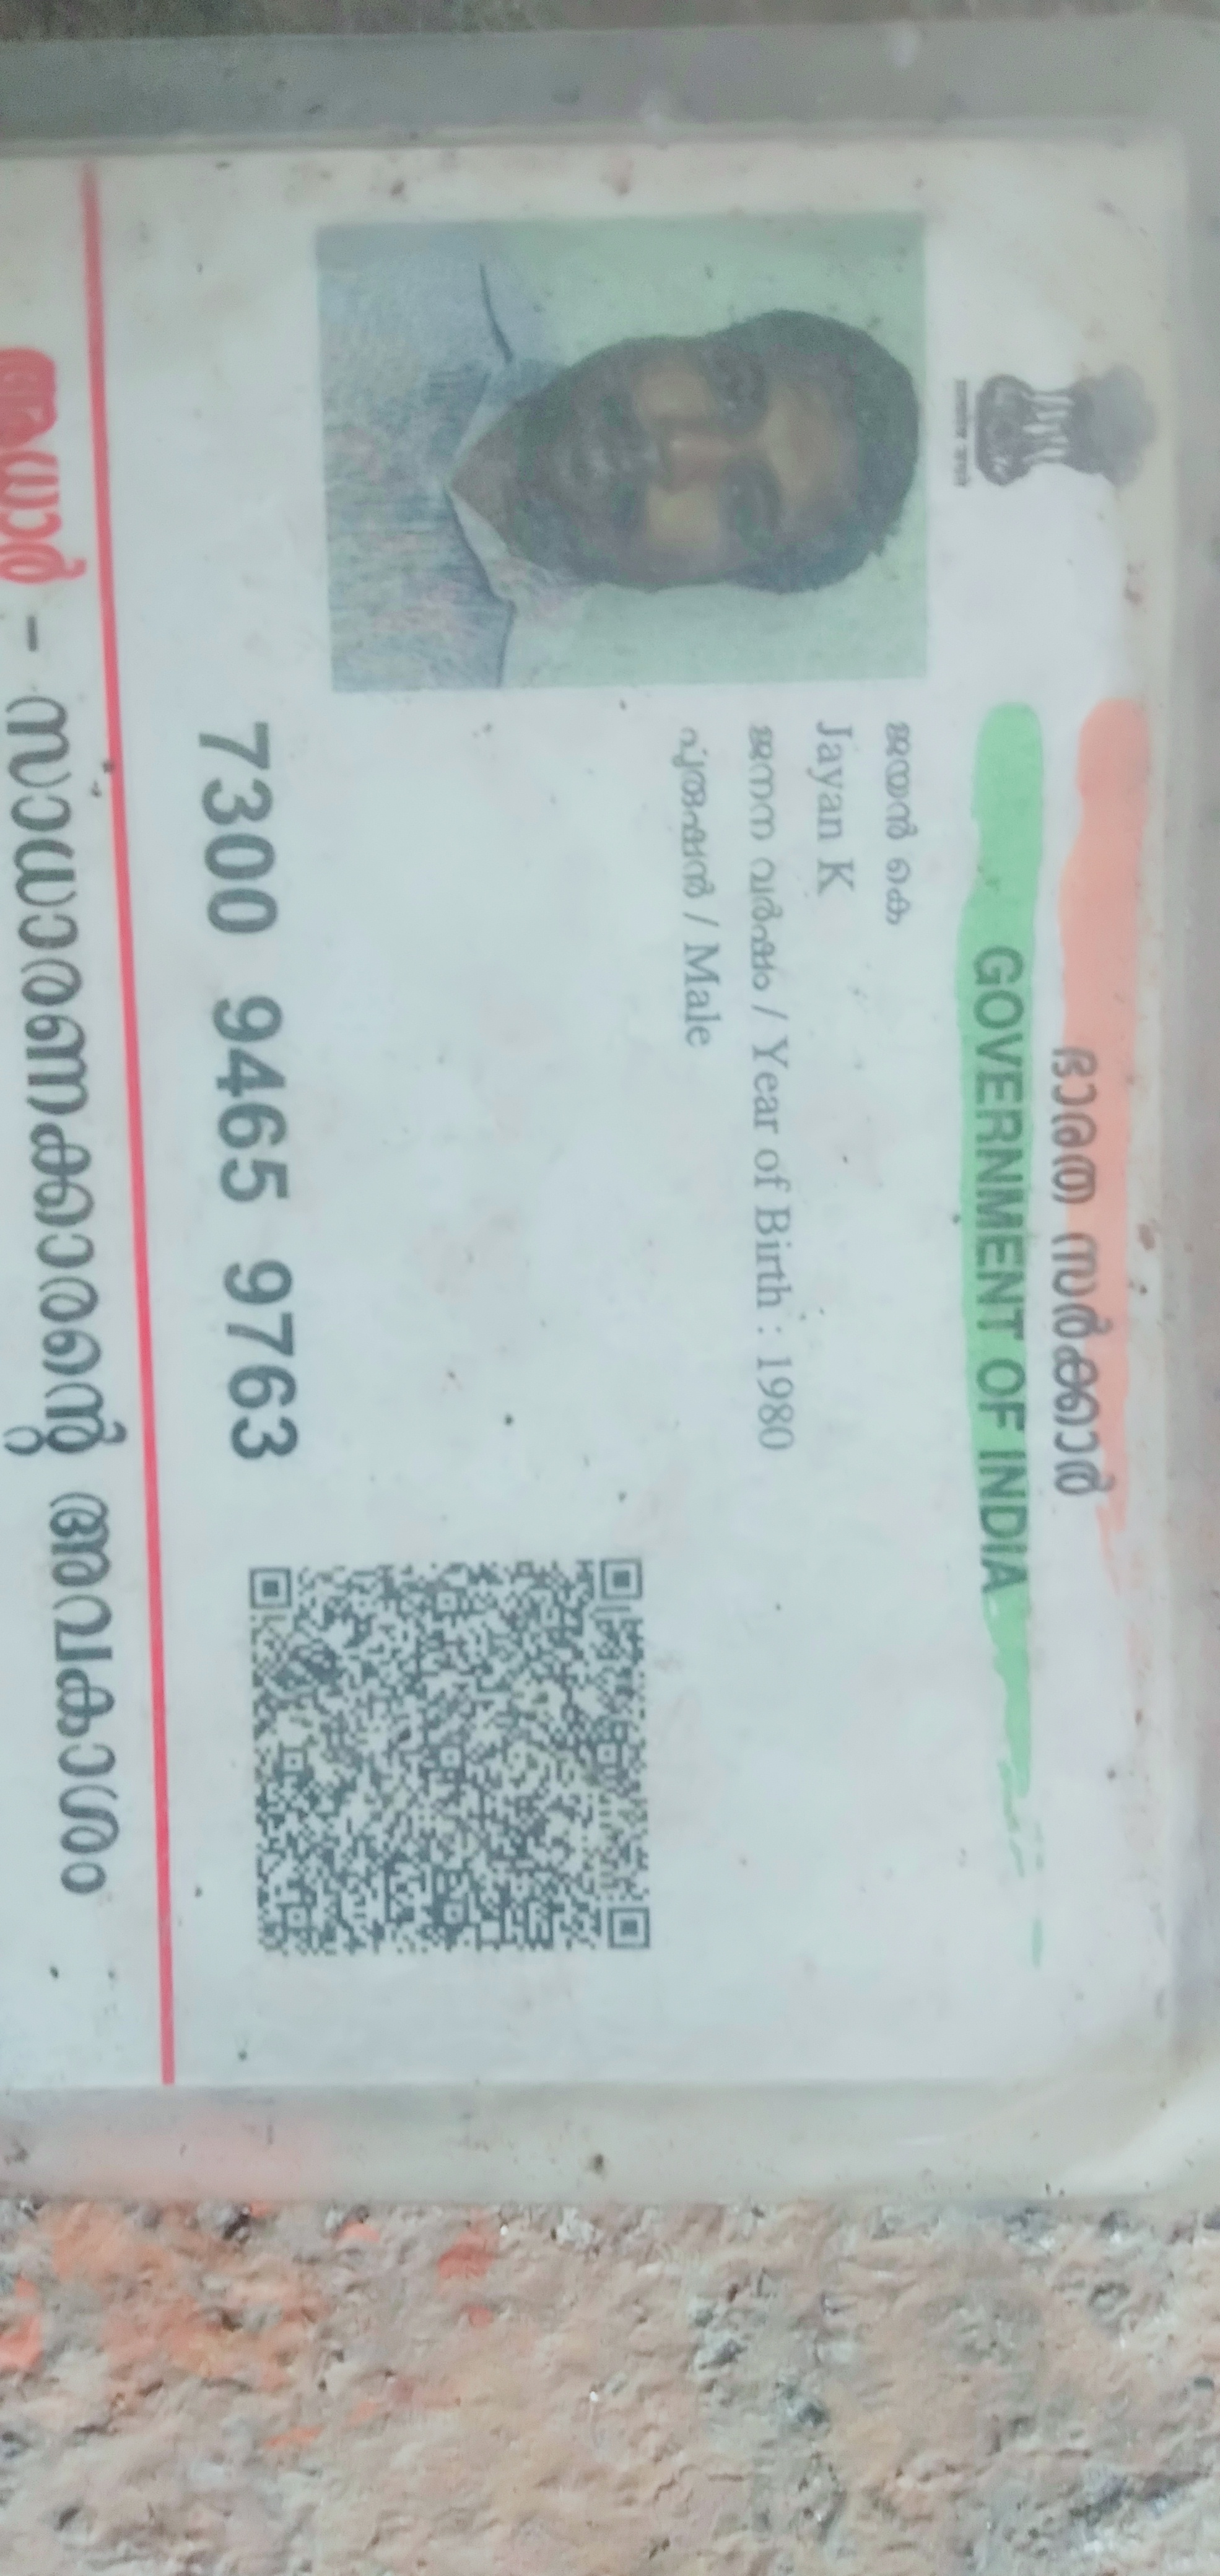 ഭാരത സർക്കാർ
GOVERNMENT OF INDIA
ജയൻ കെ
Jayan K
ജനന വർഷം / Year of Birth : 1980
പുരുഷൻ / Male
7300 9465 9763
ആധാർ - സാധാരണക്കാരന്റെ അവകാശം